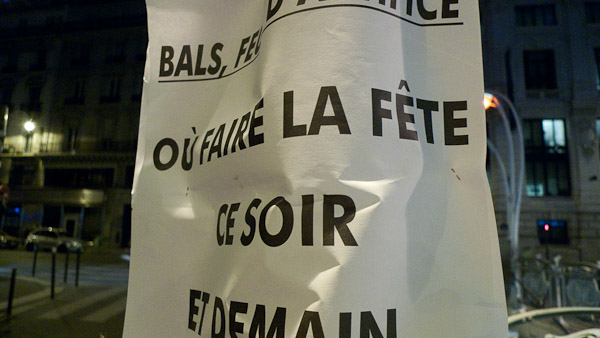 BALS,
OÙ FAIRE LA FÊTE
CE SOIR
ET DEMAIN